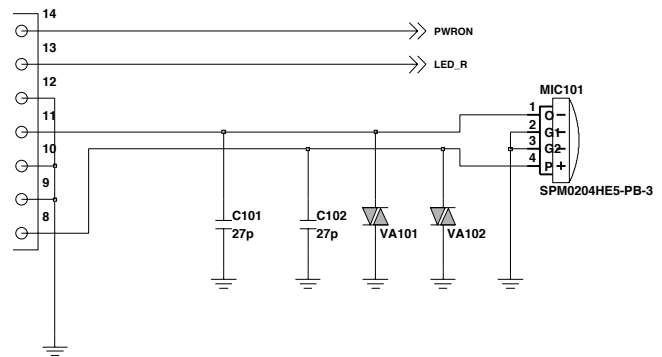 14
PWRON
13
LED_R
12
MIC101
11
1
O
2
G1
10
3
G2
4
P
9
SPM0204HE5-PB-3
8
C101
27p
C102
27p
VA101
VA102